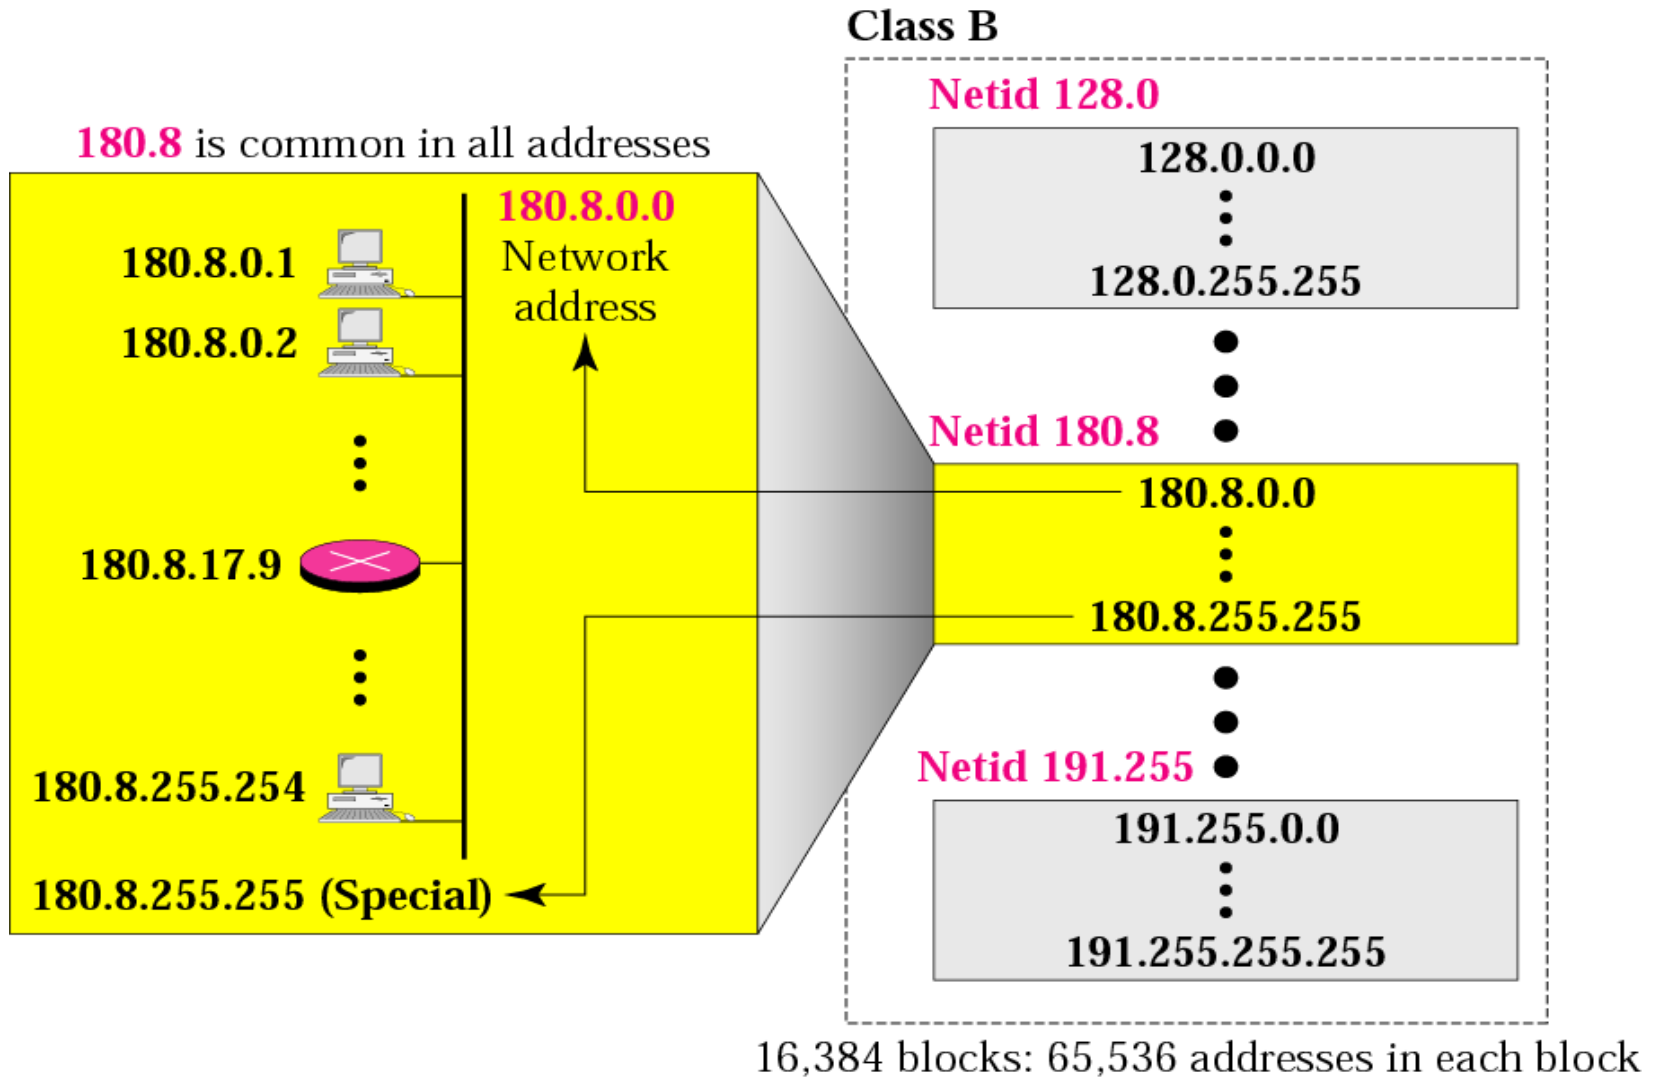 Class B
Netid 128.0
128.0.0.0
128.0.255.255
180.8 is common in all addresses
180.8.0.0
Network
address
180.8.0.1
180.8.0.2
180.8.17.9
180.8.255.254
180.8.255.255 (Special)
Netid 180.8
180.8.0.0
180.8.255.255
Netid 191.255
191.255.0.0
191.255.255.255
16,384 blocks: 65,536 addresses in each block